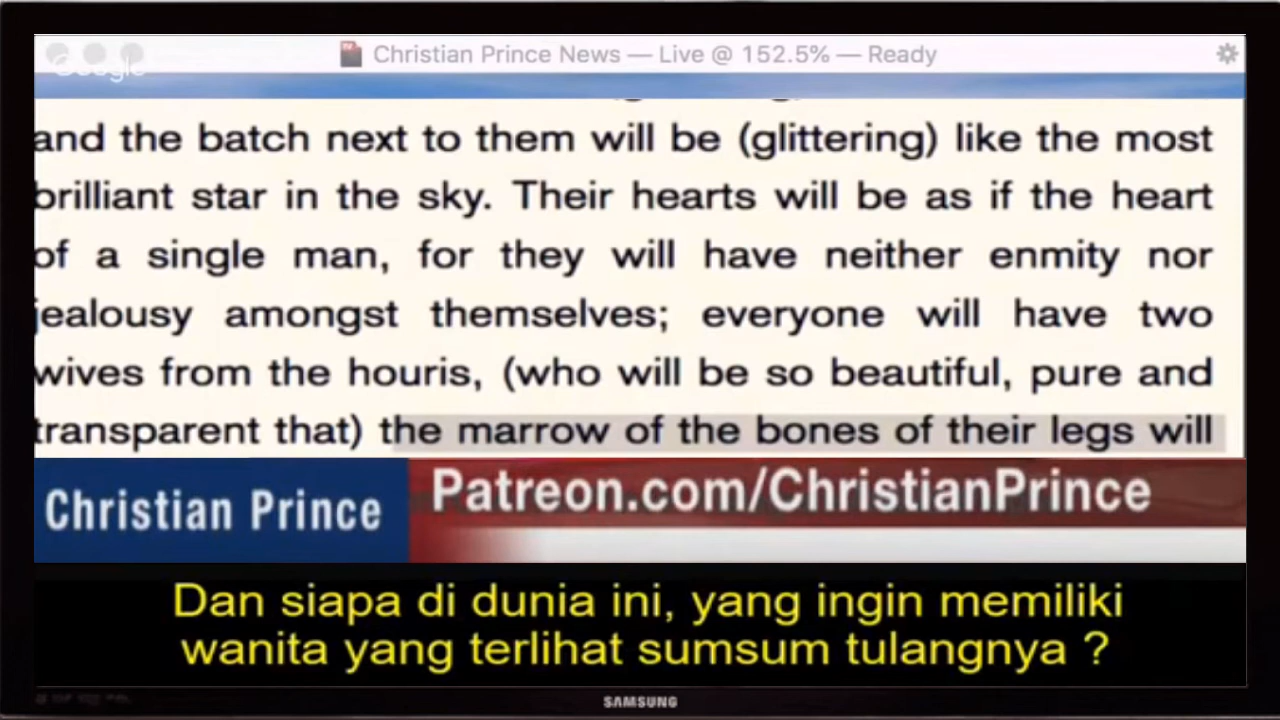 Christian Prince News — Live @ 152.5% — Ready
Google
and the batch next to them will be (glittering) like the most
brilliant star in the sky. Their hearts will be as if the heart
of a single man, for they will have neither enmity nor
jealousy amongst themselves; everyone will have two
wives from the houris, (who will be so beautiful, pure and
transparent that) the marrow of the bones of their legs will
Christian Prince
Patreon.com/ChristianPrince
Dan siapa di dunia ini, yang ingin memiliki
wanita yang terlihat sumsum tulangnya ?
SAMSUNG